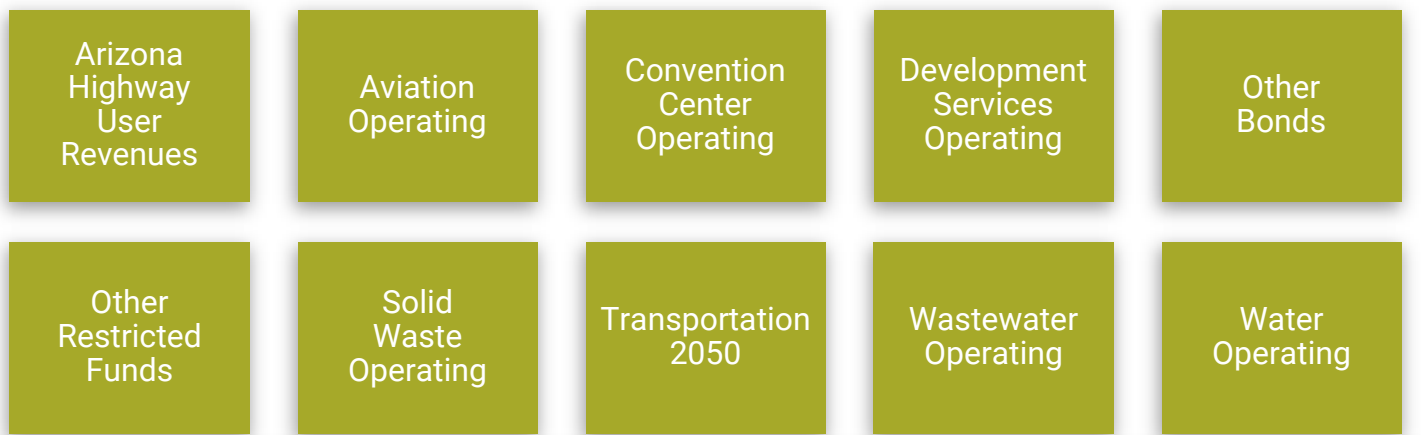 Arizona
Highway
User
Revenues
Aviation
Operating
Convention
Center
Operating
Development
Services
Operating
Other
Bonds
Other
Restricted
Funds
Solid
Waste
Operating
Transportation
2050
Wastewater
Operating
Water
Operating